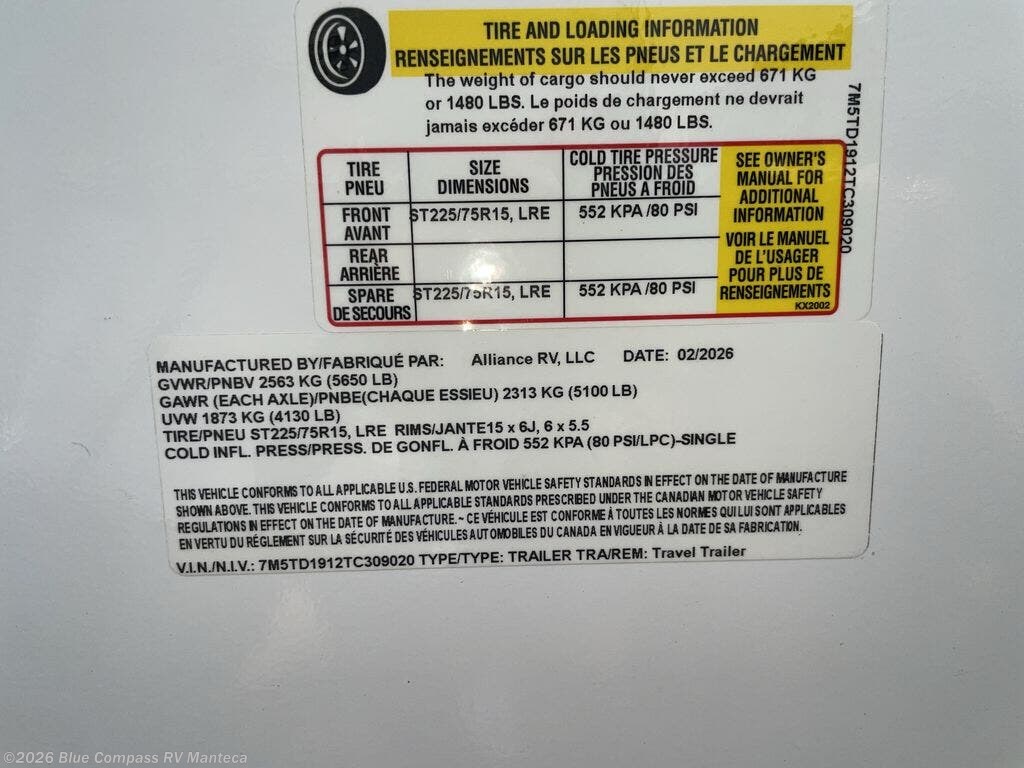 TIRE AND LOADING INFORMATION
RENSEIGNEMENTS SUR LES PNEUS ET LE CHARGEMENT
The weight of cargo should never exceed 671 KG
or 1480 LBS. Le poids de chargement ne devrait
jamais excéder 671 KG ou 1480 LBS.
7M5TD1912TC309020
TIRE
PNEU
SIZE
DIMENSIONS
COLD TIRE PRESSURE
PRESSION DES
PNEUS A FROID
FRONT
AVANT
ST225/75R15, LRE
552 KPA /80 PSI
REAR
ARRIÈRE
SPARE
DE SECOURS
ST225/75R15, LRE
552 KPA /80 PSI
SEE OWNER'S
MANUAL FOR
ADDITIONAL
INFORMATION
VOIR LE MANUEL
DE L'USAGER
POUR PLUS DE
RENSEIGNEMENTS
KX2002
MANUFACTURED BY/FABRIQUÉ PAR: Alliance RV, LLC DATE: 02/2026
GVWR/PNBV 2563 KG (5650 LB)
GAWR (EACH AXLE)/PNBE(CHAQUE ESSIEU) 2313 KG (5100 LB)
UVW 1873 KG (4130 LB)
TIRE/PNEU ST225/75R15, LRE RIMS/JANTE15 x 6J, 6 x 5.5
COLD INFL. PRESS/PRESS. DE GONFL. À FROID 552 KPA (80 PSI/LPC)-SINGLE
THIS VEHICLE CONFORMS TO ALL APPLICABLE U.S. FEDERAL MOTOR VEHICLE SAFETY STANDARDS IN EFFECT ON THE DATE OF MANUFACTURE
SHOWN ABOVE. THIS VEHICLE CONFORMS TO ALL APPLICABLE STANDARDS PRESCRIBED UNDER THE CANADIAN MOTOR VEHICLE SAFETY
REGULATIONS IN EFFECT ON THE DATE OF MANUFACTURE. ~ CE VÉHICULE EST CONFORME À TOUTES LES NORMES QUI LUI SONT APPLICABLES
EN VERTU DU RÉGLEMENT SUR LA SÉCURITÉ DES VÉHICULES AUTOMOBILES DU CANADA EN VIGUEUR À LA DATE DE SA FABRICATION.
V.I.N./N.I.V.: 7M5TD1912TC309020 TYPE/TYPE: TRAILER TRA/REM: Travel Trailer
©2026 Blue Compass RV Manteca